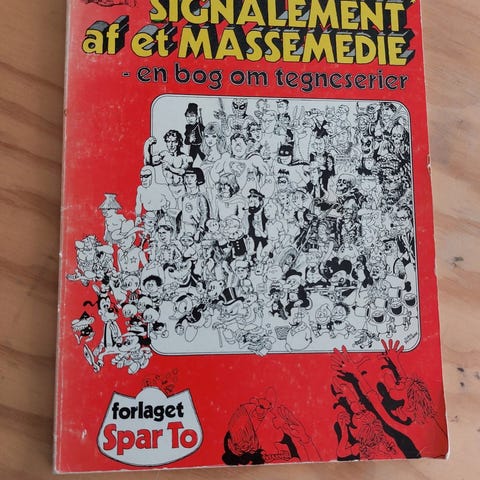 SIGNALEMENT
af et MASSEMEDIE
- en bog om tegneserier
forlaget
Spar To